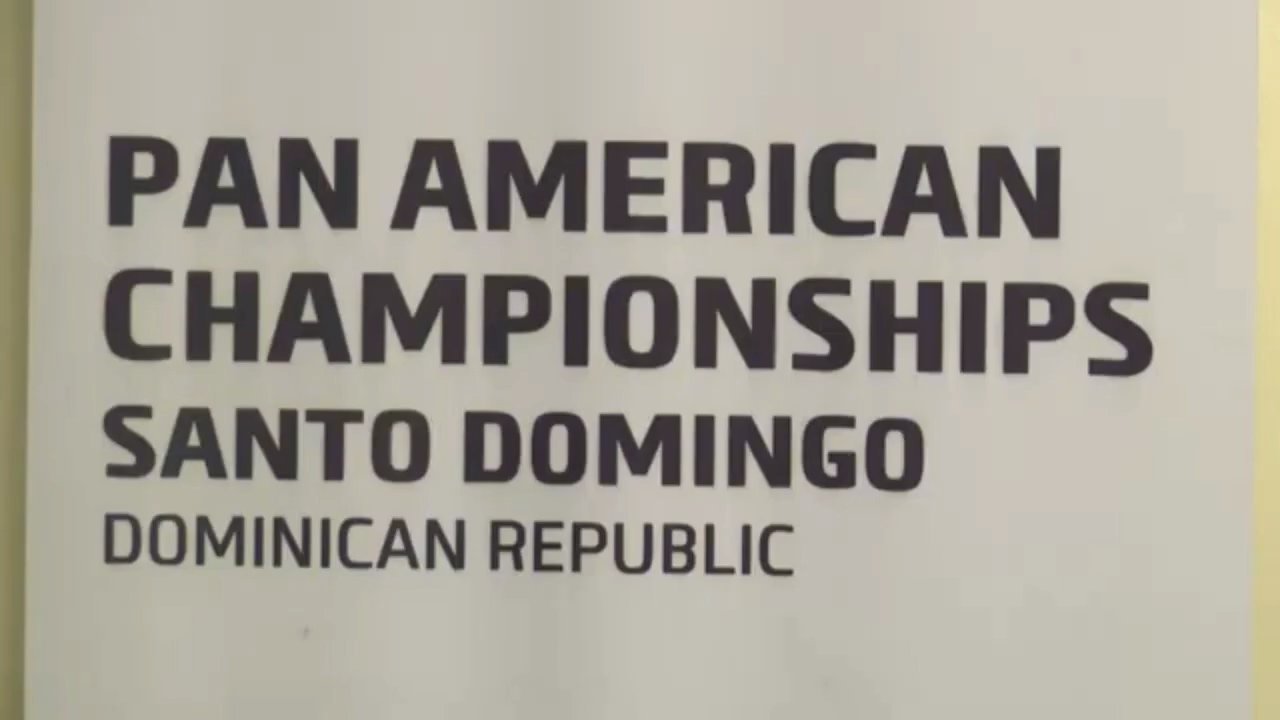 PAN AMERICAN
CHAMPIONSHIPS
SANTO DOMINGO
DOMINICAN REPUBLIC